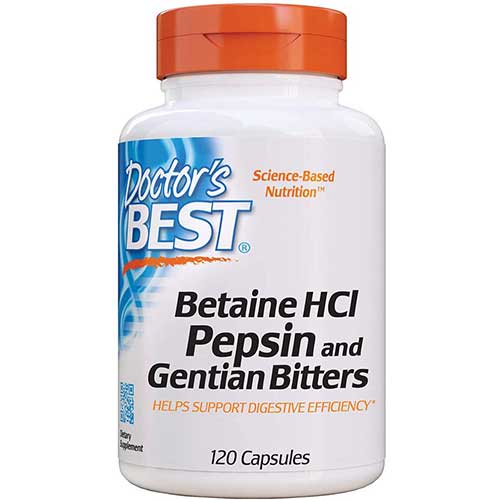 Doctor's
BEST®
Science-Based
Nutrition™
Betaine HCl
Pepsin and
Gentian Bitters
HELPS SUPPORT DIGESTIVE EFFICIENCY*
Dietary
Supplement
120 Capsules